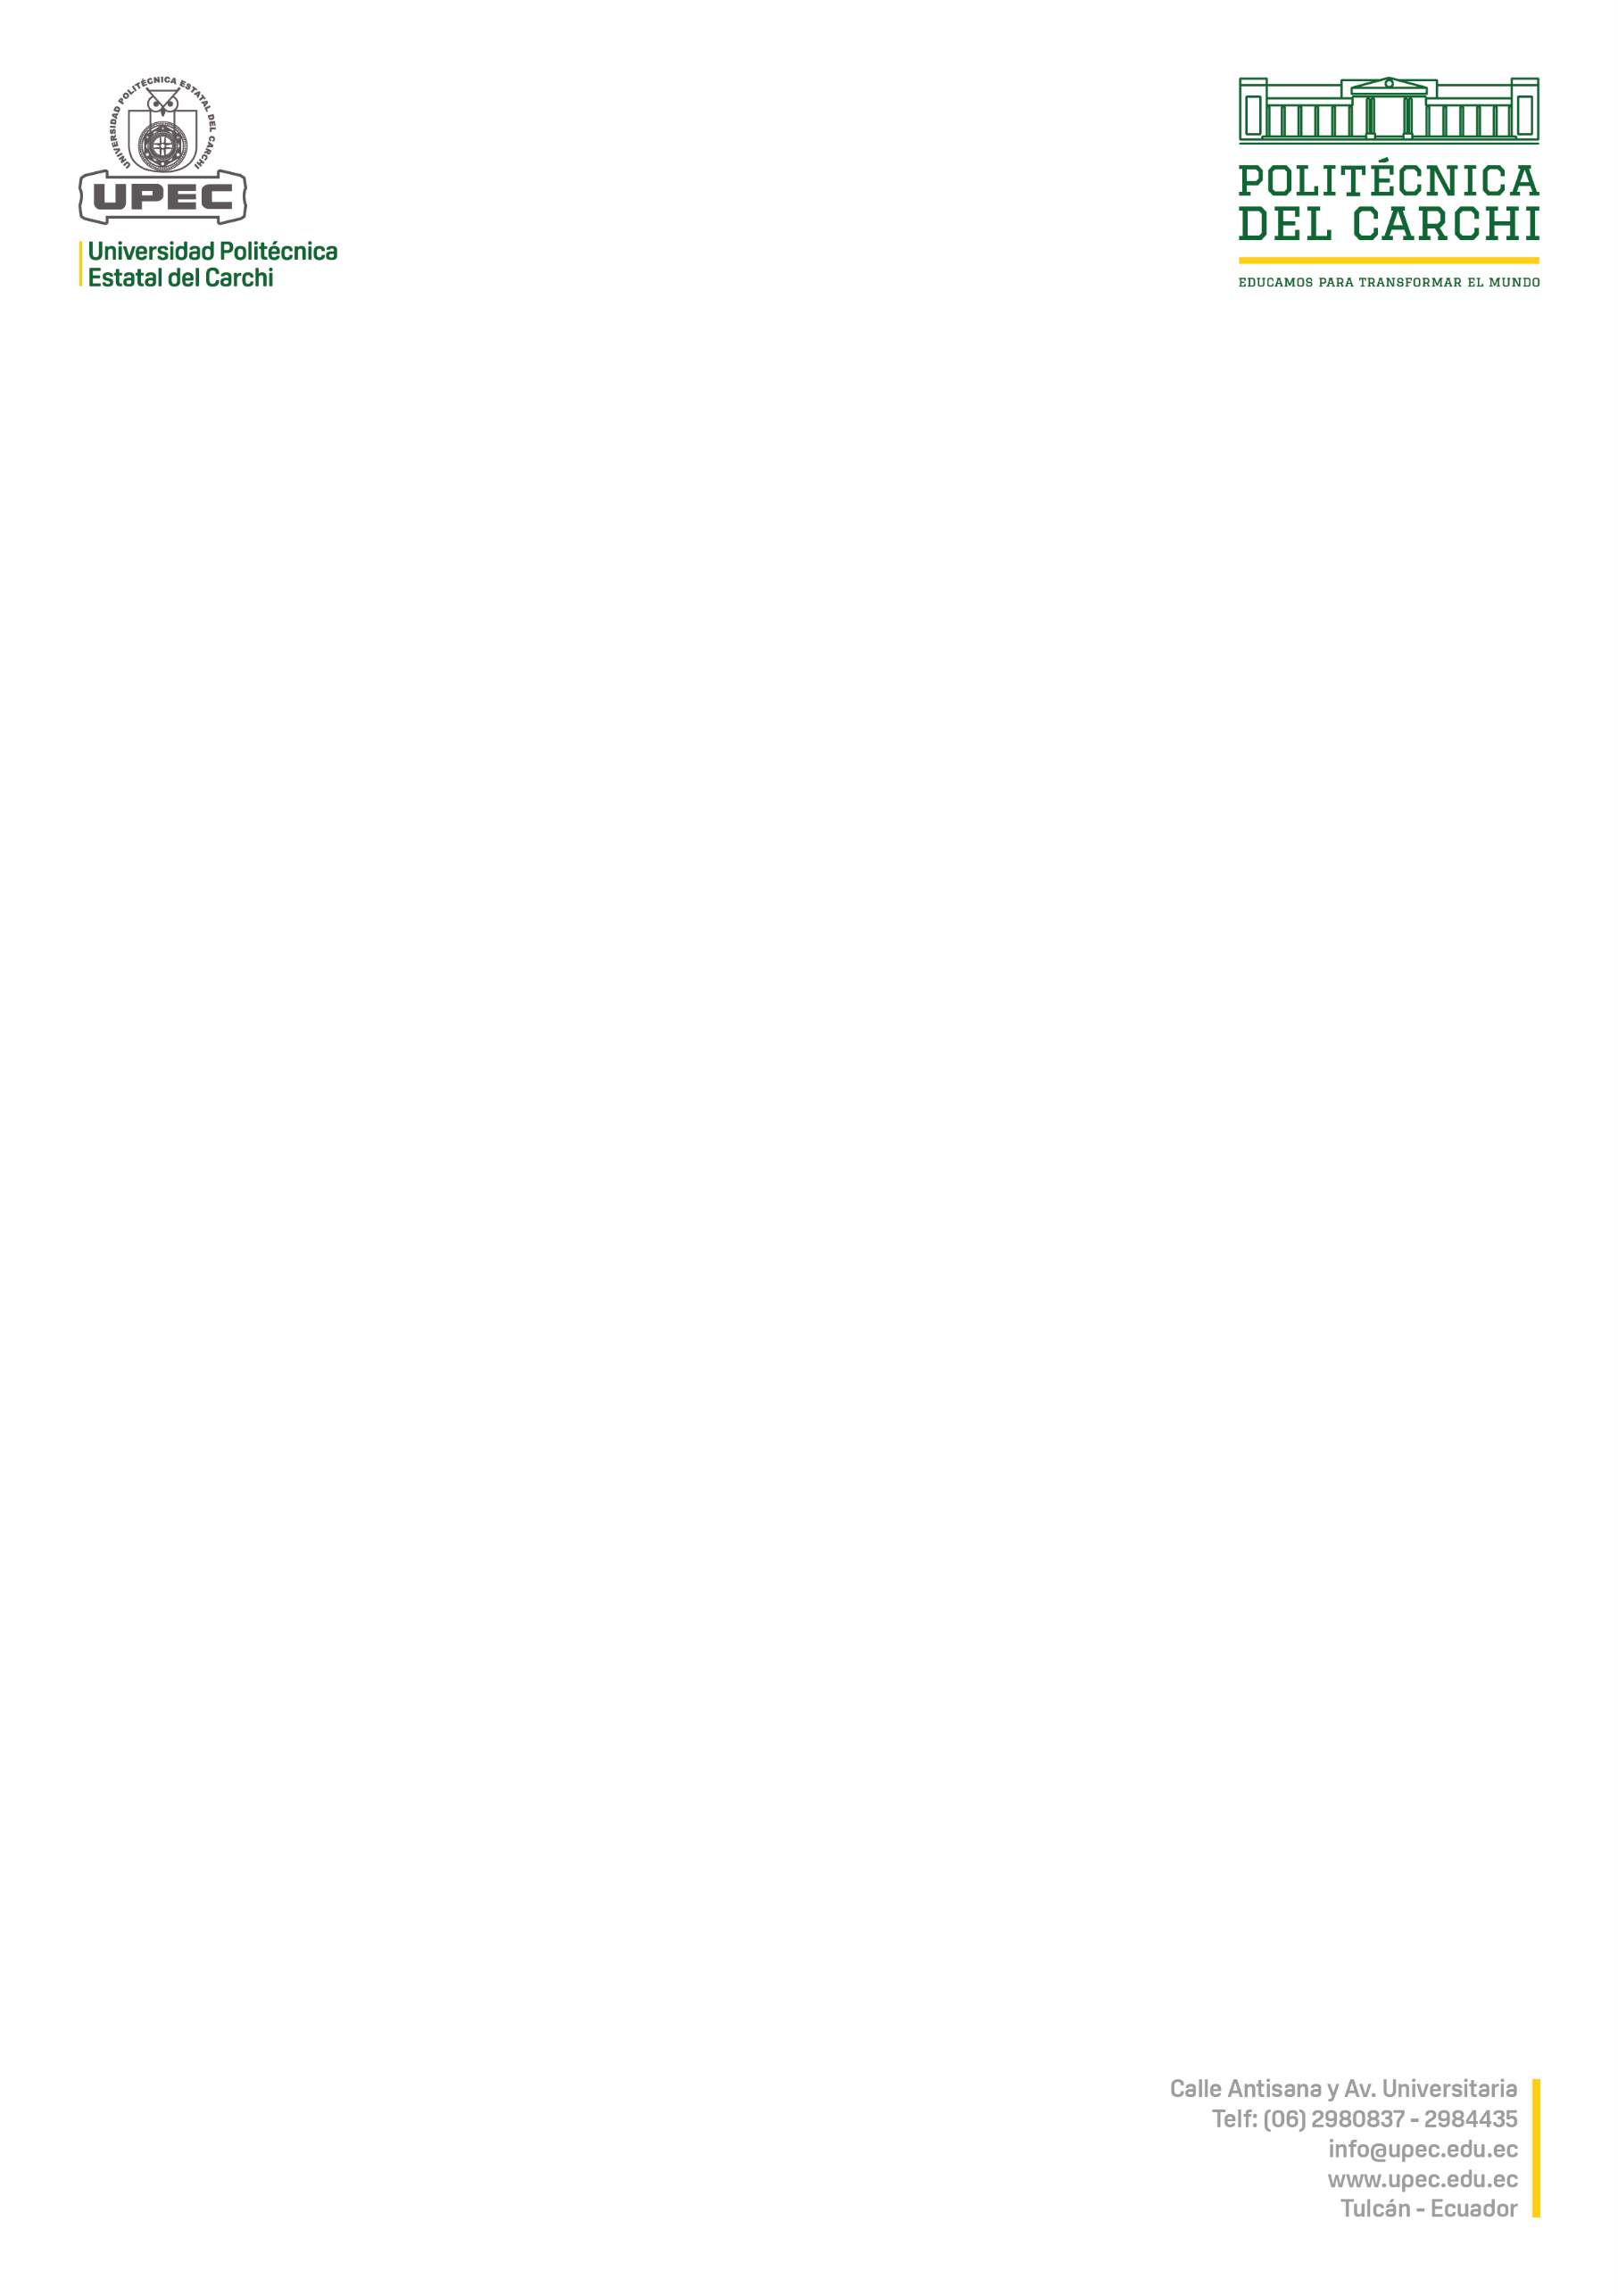 UNIVERSIDAD POLITÉCNICA ESTATAL DEL CARCHI
UPEC
Universidad Politécnica
Estatal del Carchi
POLITÉCNICA
DEL CARCHI
EDUCAMOS PARA TRANSFORMAR EL MUNDO
Calle Antisana y Av. Universitaria
Telf: (06) 2980837 - 2984435
info@upec.edu.ec
www.upec.edu.ec
Tulcán - Ecuador